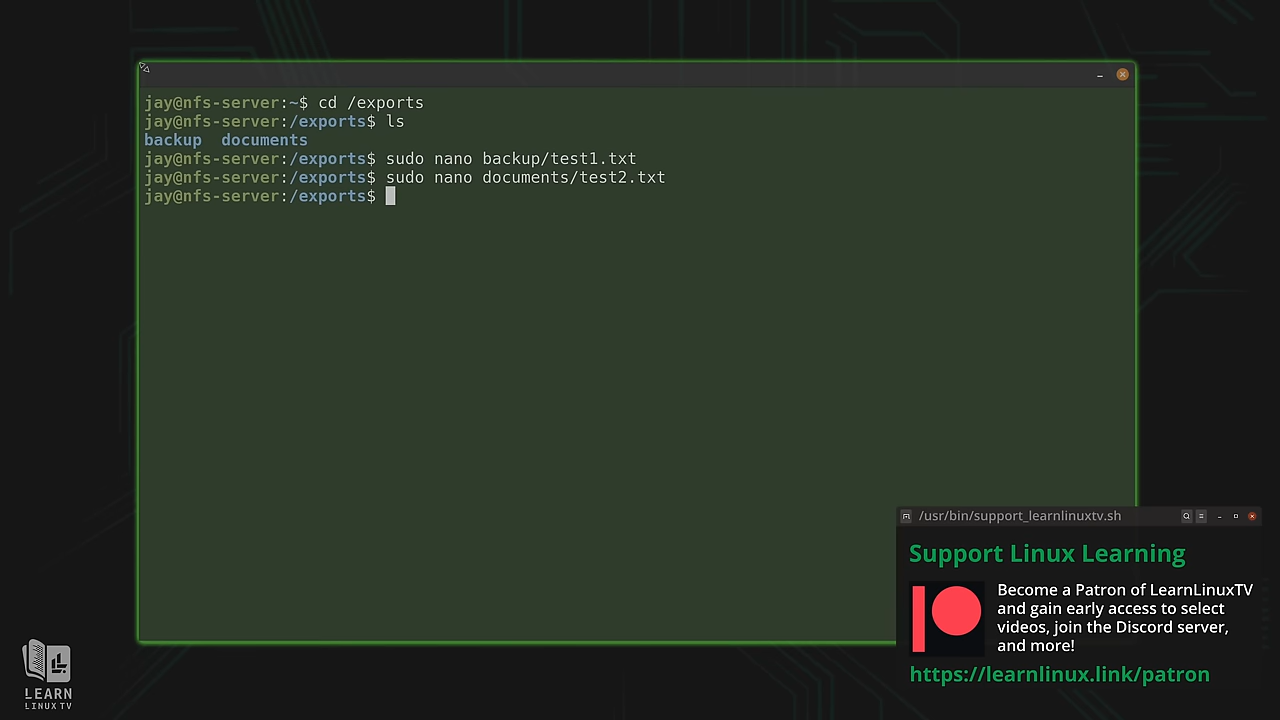 jay@nfs-server:~$ cd /exports
jay@nfs-server:/exports$ ls
backup  documents
jay@nfs-server:/exports$ sudo nano backup/test1.txt
jay@nfs-server:/exports$ sudo nano documents/test2.txt
jay@nfs-server:/exports$
/usr/bin/support_learnlinuxtv.sh
Support Linux Learning
Become a Patron of LearnLinuxTV
and gain early access to select
videos, join the Discord server,
and more!
https://learnlinux.link/patron
LEARN
LINUX TV